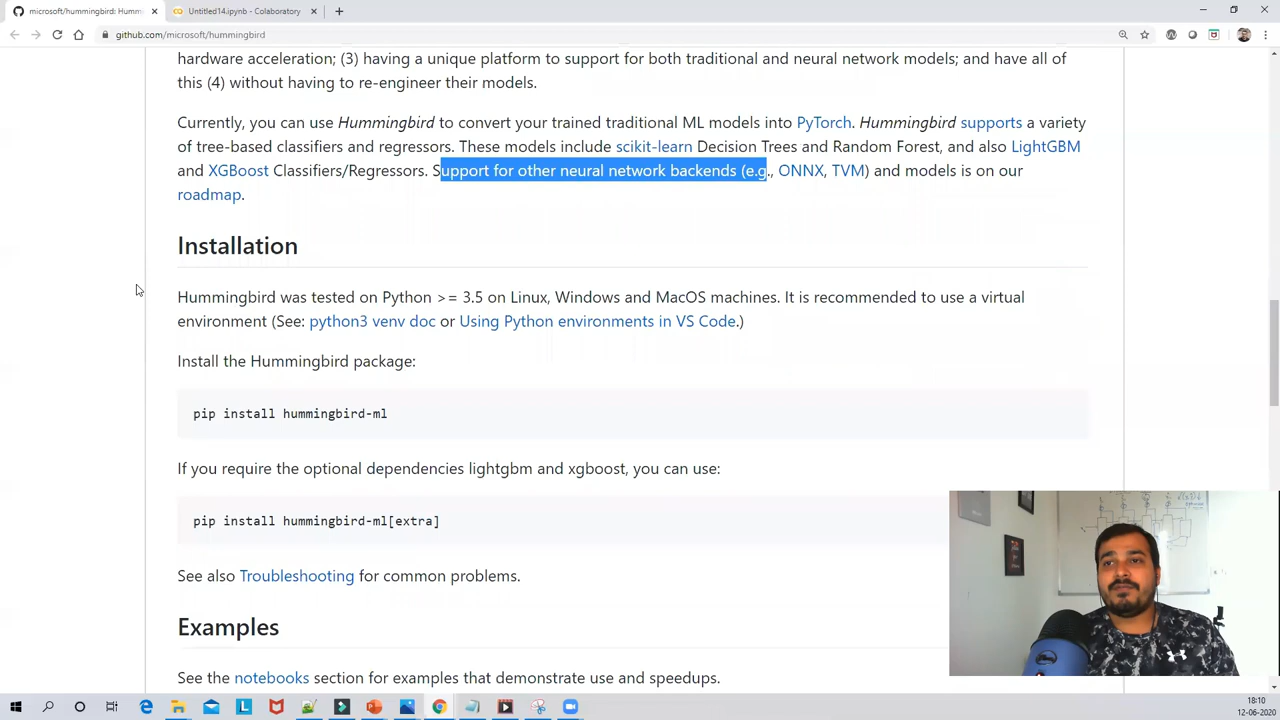 microsoft/hummingbird: Humm
Untitled14.ipynb - Colaboratory
github.com/microsoft/hummingbird
hardware acceleration; (3) having a unique platform to support for both traditional and neural network models; and have all of
this (4) without having to re-engineer their models.
Currently, you can use Hummingbird to convert your trained traditional ML models into PyTorch. Hummingbird supports a variety
of tree-based classifiers and regressors. These models include scikit-learn Decision Trees and Random Forest, and also LightGBM
and XGBoost Classifiers/Regressors. Support for other neural network backends (e.g., ONNX, TVM) and models is on our
roadmap.
Installation
Hummingbird was tested on Python >= 3.5 on Linux, Windows and MacOS machines. It is recommended to use a virtual
environment (See: python3 venv doc or Using Python environments in VS Code.)
Install the Hummingbird package:
pip install hummingbird-ml
If you require the optional dependencies lightgbm and xgboost, you can use:
pip install hummingbird-ml[extra]
See also Troubleshooting for common problems.
Examples
See the notebooks section for examples that demonstrate use and speedups.
18:10
12-06-2020